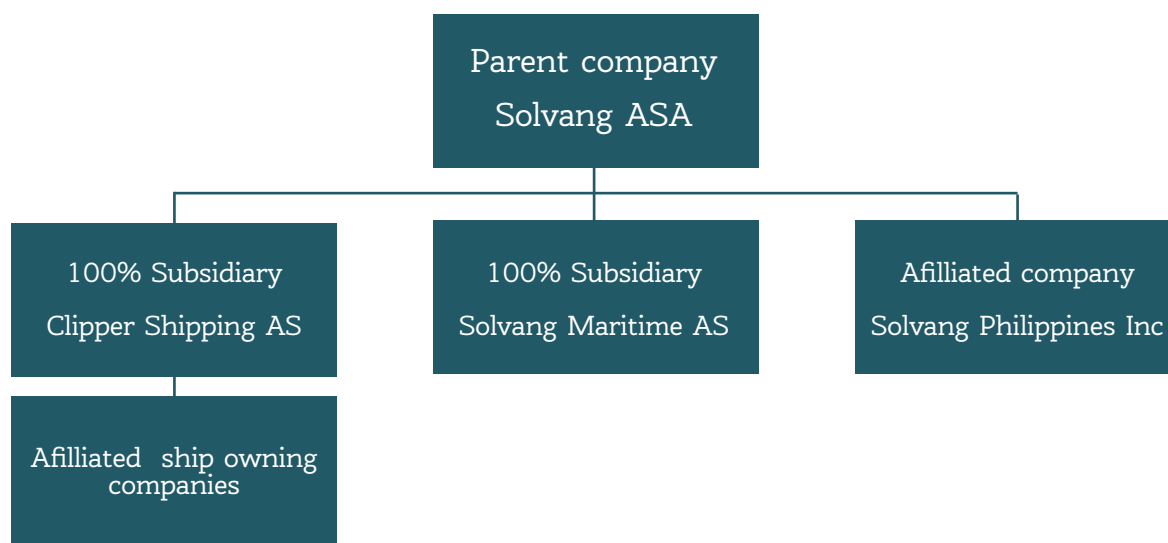 Parent company
Solvang ASA
100% Subsidiary
Clipper Shipping AS
100% Subsidiary
Solvang Maritime AS
Afilliated company
Solvang Philippines Inc
Afilliated ship owning
companies